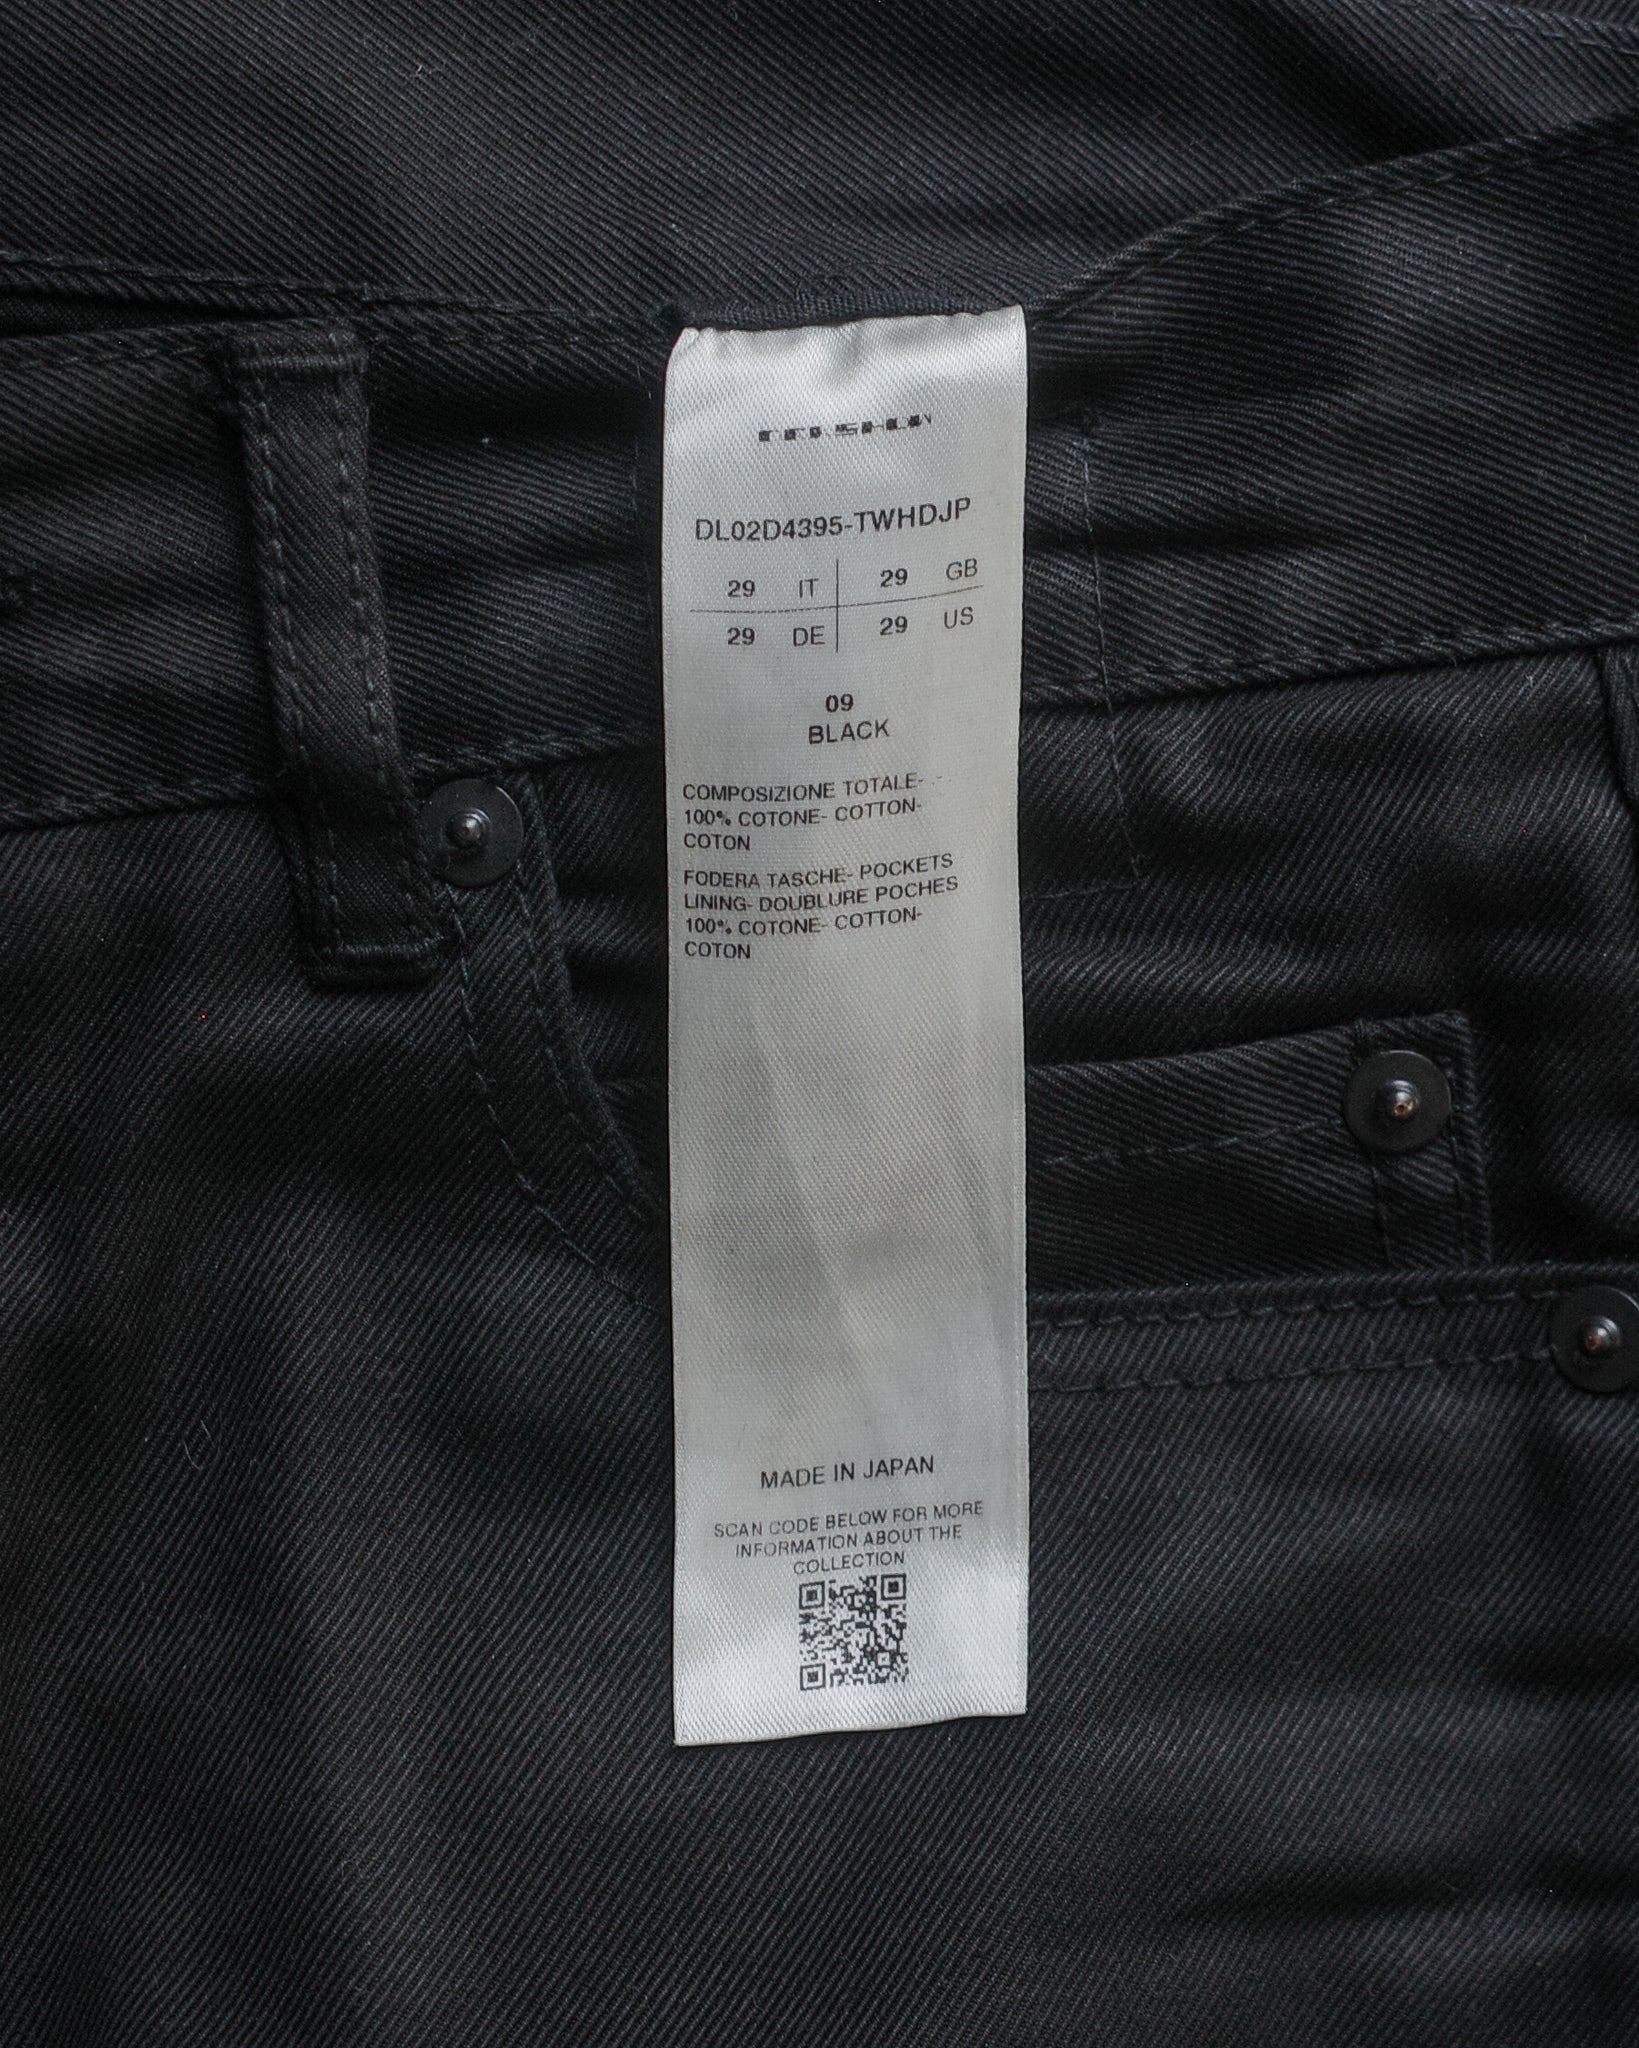 DRKSHDW
DL02D4395-TWHDJP
29 IT 29 GB
29 DE 29 US
09
BLACK
COMPOSIZIONE TOTALE-
100% COTONE- COTTON-
COTON
FODERA TASCHE- POCKETS
LINING- DOUBLURE POCHES
100% COTONE- COTTON-
COTON
MADE IN JAPAN
SCAN CODE BELOW FOR MORE
INFORMATION ABOUT THE
COLLECTION